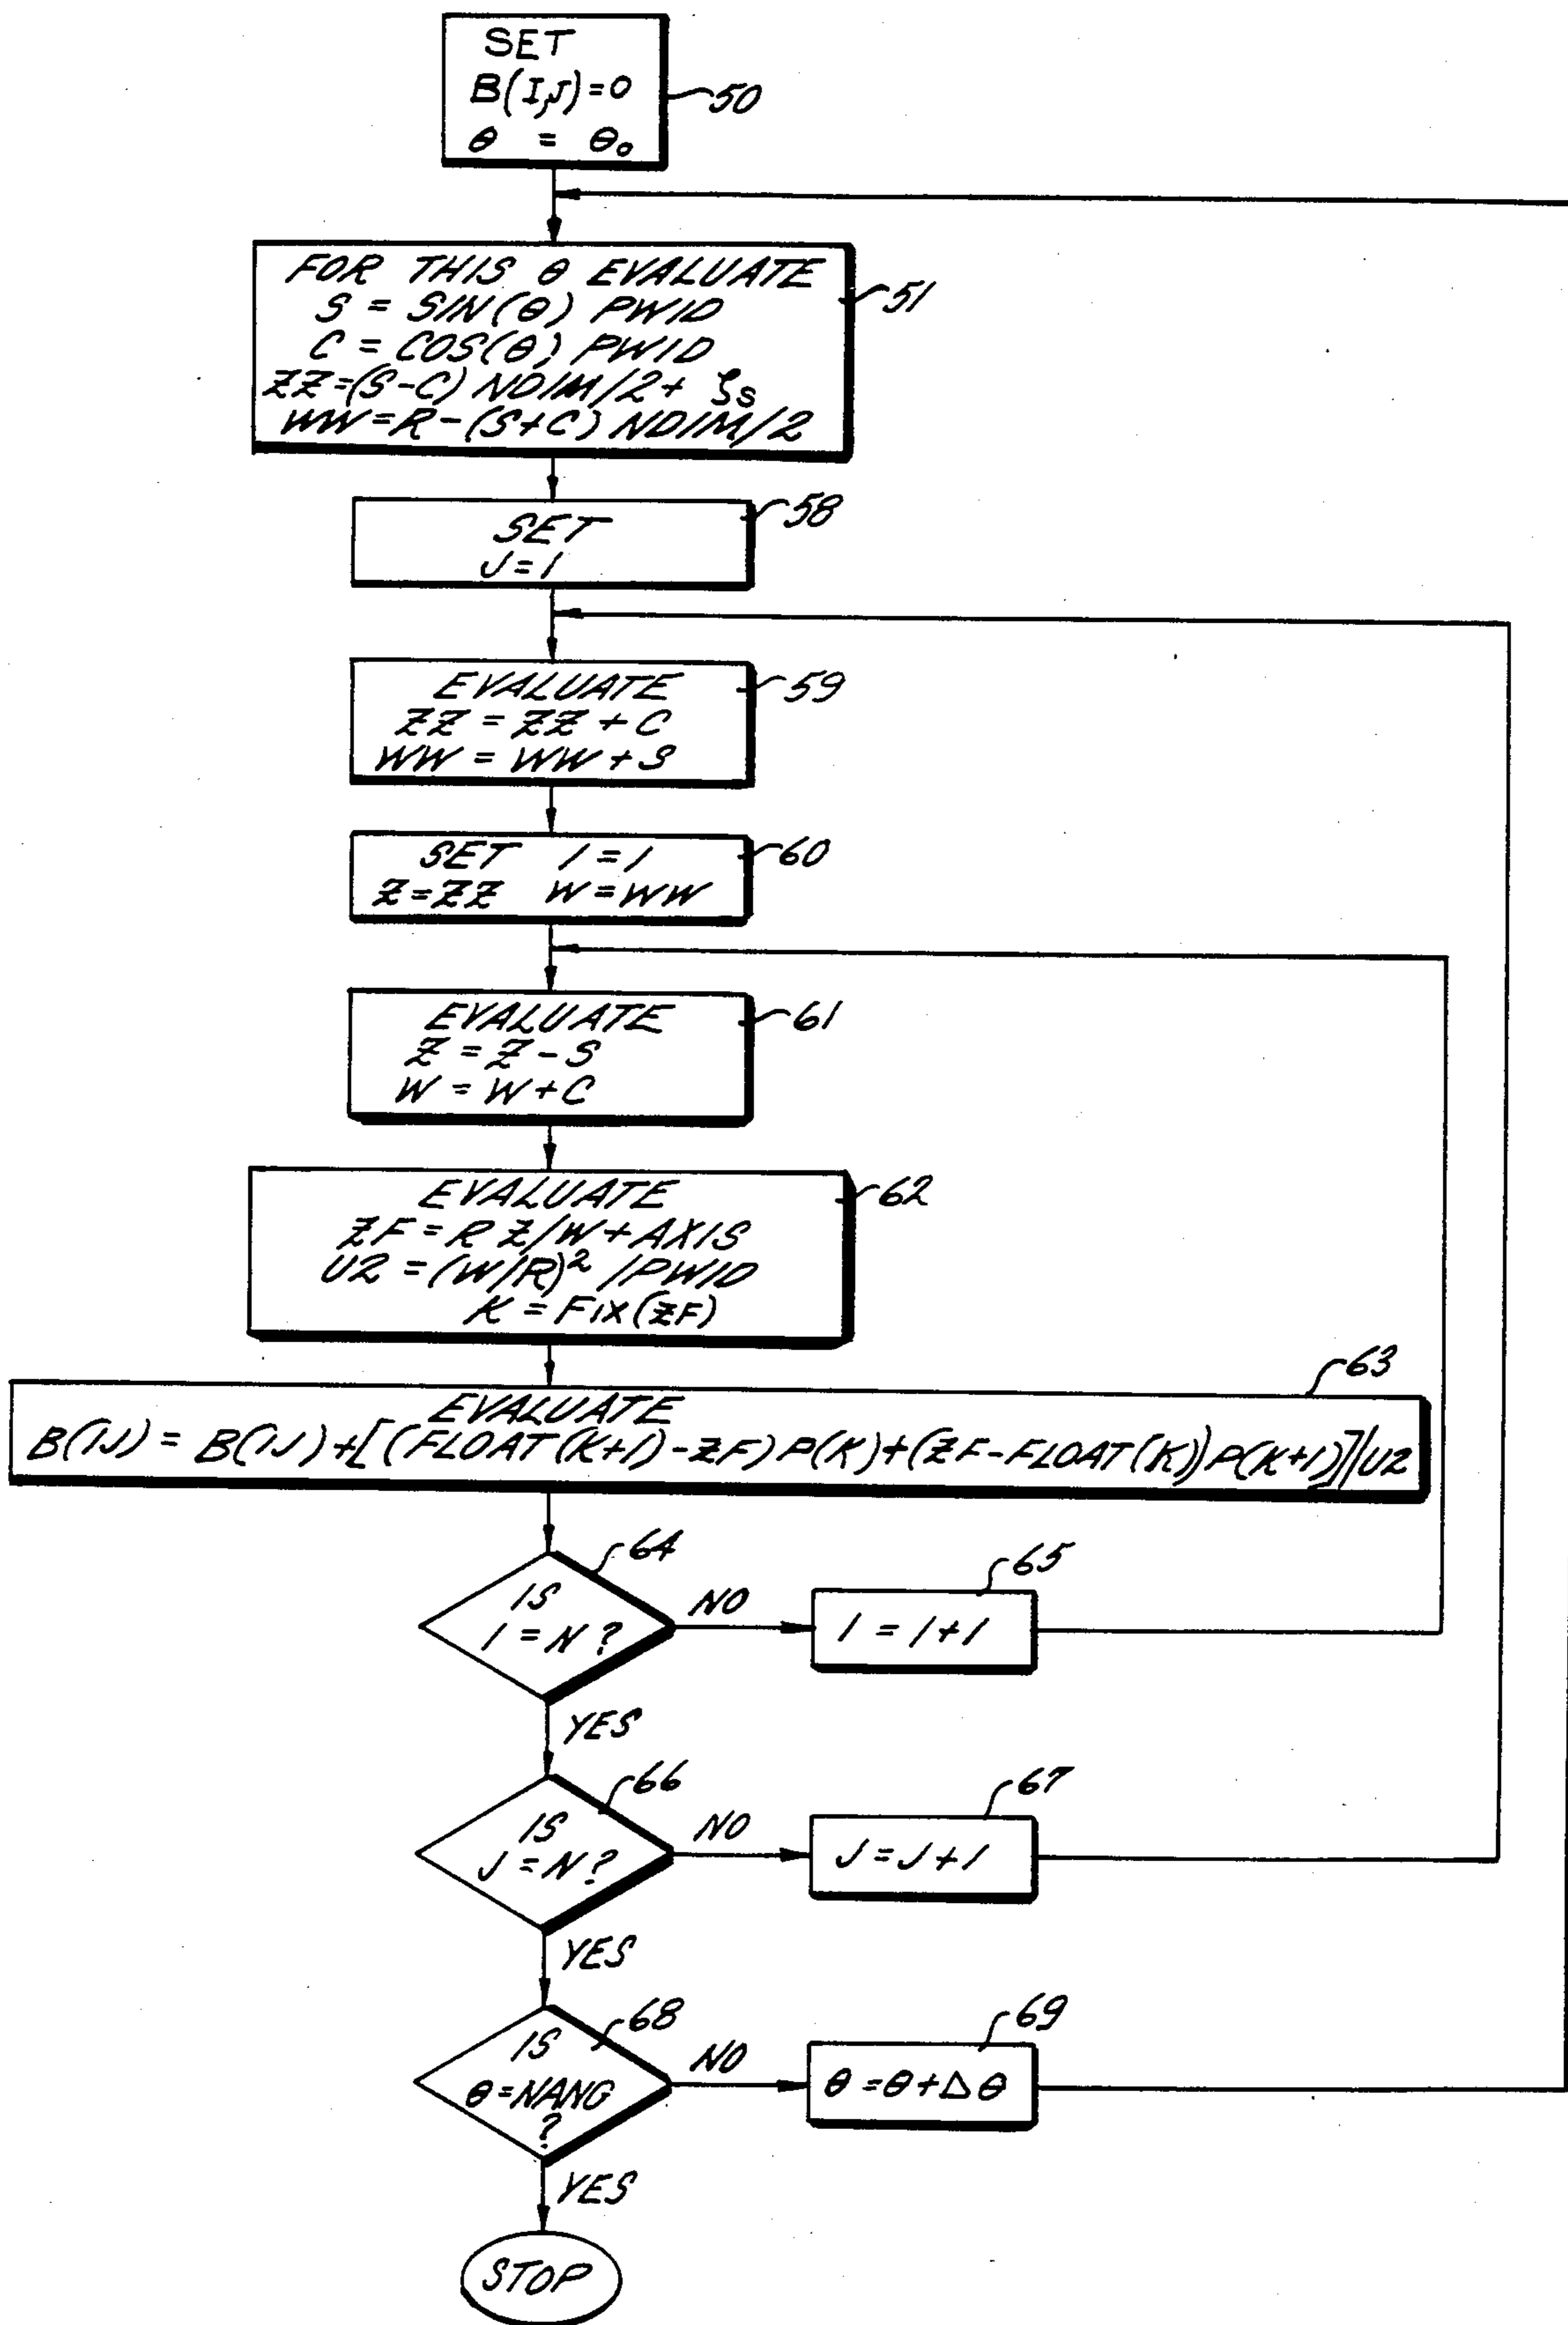 SET
B(I,J)=0
θ = θ₀
50
FOR THIS θ EVALUATE
S = SIN(θ) PWID
C = COS(θ) PWID
ZZ=(S-C) NDIM/2+ ζs
WW=R-(S+C) NDIM/2
51
SET
J=1
58
EVALUATE
ZZ = ZZ + C
WW = WW + S
59
SET I=1
Z=ZZ W=WW
60
EVALUATE
Z = Z - S
W = W + C
61
EVALUATE
ZF = R Z/W + AXIS
U2 = (W/R)² /PWID
K = FIX(ZF)
62
63
EVALUATE
B(IJ) = B(IJ) +[(FLOAT(K+1)-ZF) P(K)+(ZF-FLOAT(K)) P(K+1)]/U2
64
IS
I = N ?
NO
65
I = I+1
YES
66
IS
J = N ?
NO
67
J = J+1
YES
68
IS
θ=NANG
?
NO
69
θ =θ+Δθ
YES
STOP